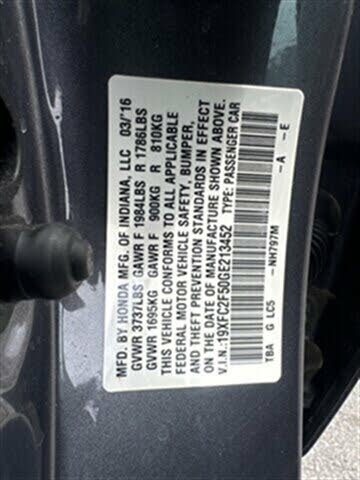 MFD. BY HONDA MFG. OF INDIANA, LLC 03/'16
GVWR 3737LBS GAWR F 1984LBS R 1786LBS
GVWR 1695KG GAWR F 900KG R 810KG
THIS VEHICLE CONFORMS TO ALL APPLICABLE
FEDERAL MOTOR VEHICLE SAFETY, BUMPER,
AND THEFT PREVENTION STANDARDS IN EFFECT
ON THE DATE OF MANUFACTURE SHOWN ABOVE.
V.I.N.:19XFC2F50GE213452 TYPE: PASSENGER CAR
TBA G LC5 -NH797M -A -E